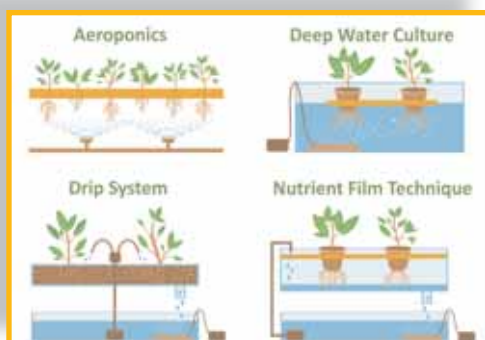 Aeroponics
Deep Water Culture
Drip System
Nutrient Film Technique